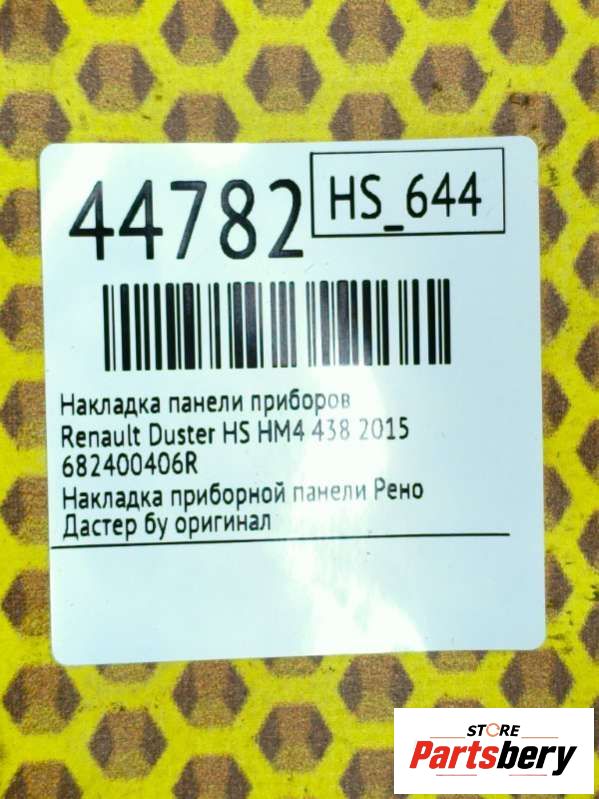 44782
HS_644
Накладка панели приборов
Renault Duster HS HM4 438 2015
682400406R
Накладка приборной панели Рено
Дастер бу оригинал
STORE
Partsbery